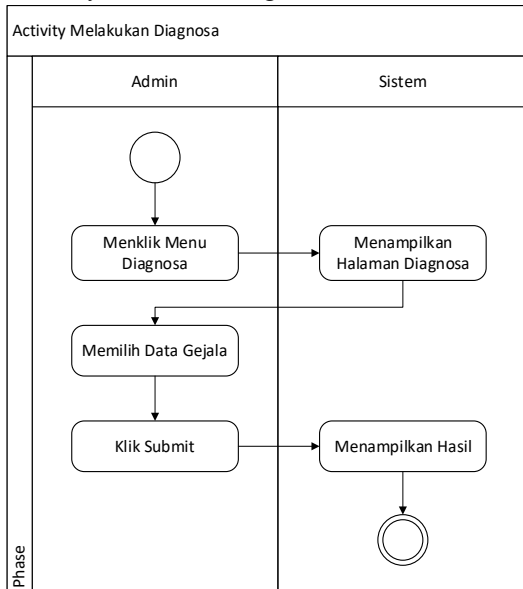 Activity Melakukan Diagnosa
Admin
Sistem
Menklik Menu
Diagnosa
Menampilkan
Halaman Diagnosa
Memilih Data Gejala
Klik Submit
Menampilkan Hasil
Phase